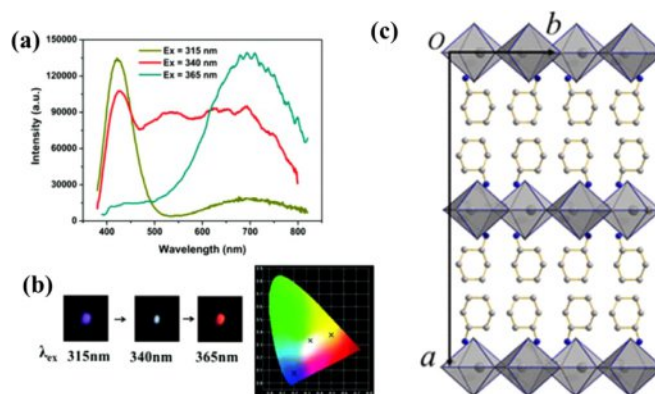 (a)
Ex = 315 nm
Ex = 340 nm
Ex = 365 nm
150000
120000
90000
60000
30000
0
Intensity (a.u.)
400 500 600 700 800
Wavelength (nm)
(b)
λex 315nm 340nm 365nm
(c)
O b
a